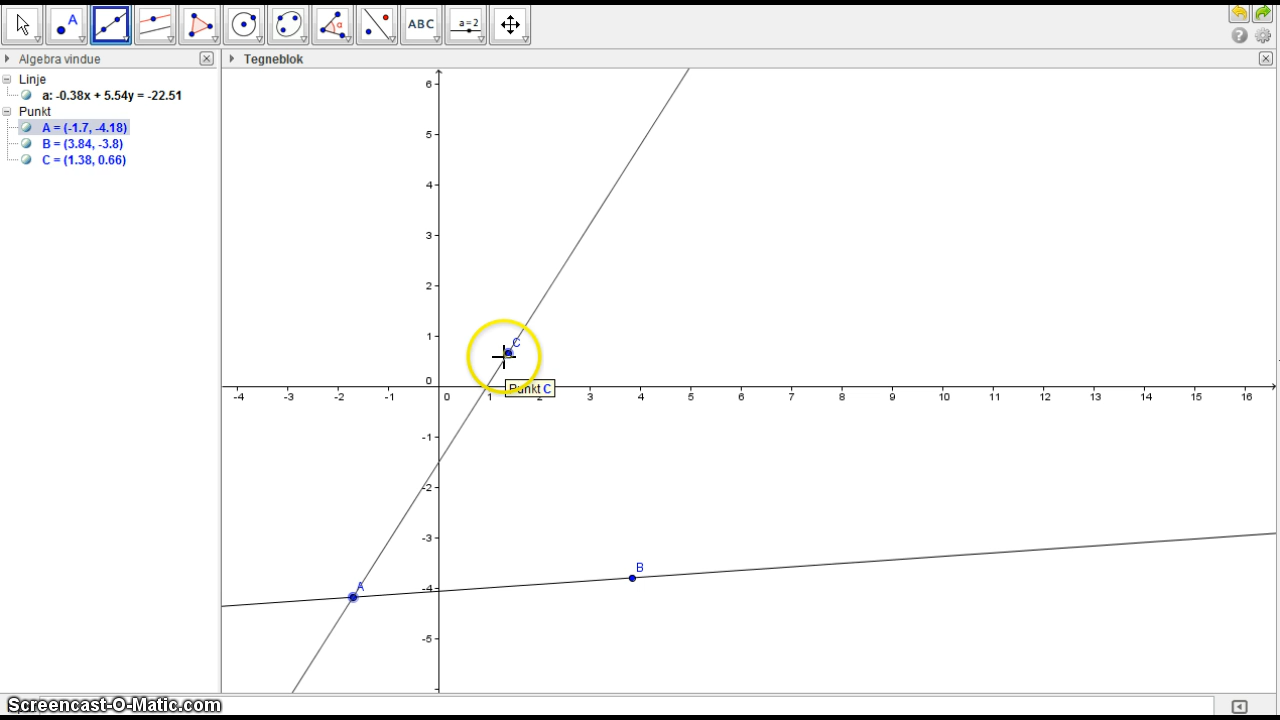 A
α
ABC
a=2
Algebra vindue
Tegneblok
Linje
a: -0.38x + 5.54y = -22.51
Punkt
A = (-1.7, -4.18)
B = (3.84, -3.8)
C = (1.38, 0.66)
6
5
4
3
2
1
0
-1
-2
-3
-4
-5
-4 -3 -2 -1 0 1 2 3 4 5 6 7 8 9 10 11 12 13 14 15 16
C
Punkt C
B
A
Screencast-O-Matic.com